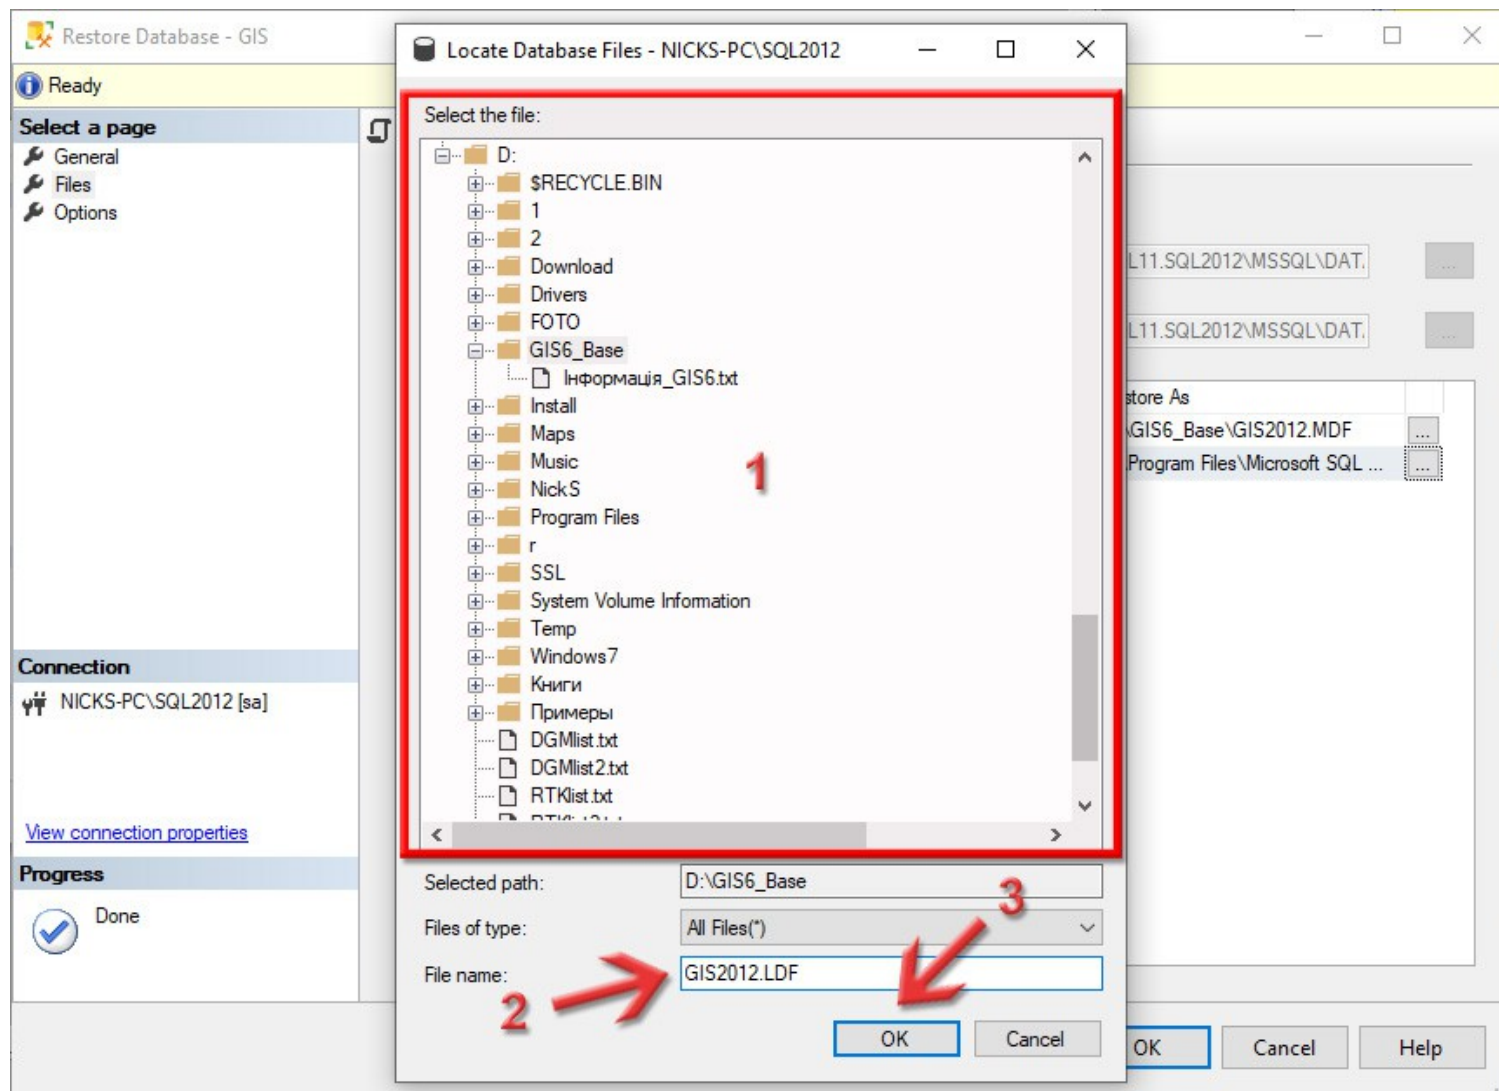 Restore Database - GIS
Ready
Select a page
General
Files
Options
Connection
NICKS-PC\SQL2012 [sa]
View connection properties
Progress
Done
Locate Database Files - NICKS-PC\SQL2012
Select the file:
D:
$RECYCLE.BIN
1
2
Download
Drivers
FOTO
GIS6_Base
Інформація_GIS6.txt
Install
Maps
Music
NickS
Program Files
r
SSL
System Volume Information
Temp
Windows7
Книги
Примеры
DGMlist.txt
DGMlist2.txt
RTKlist.txt
1
Selected path:
D:\GIS6_Base
Files of type:
All Files(*)
File name:
GIS2012.LDF
2
3
OK
Cancel
L11.SQL2012\MSSQL\DAT.
...
L11.SQL2012\MSSQL\DAT.
...
store As
\GIS6_Base\GIS2012.MDF
...
Program Files\Microsoft SQL ...
...
OK
Cancel
Help